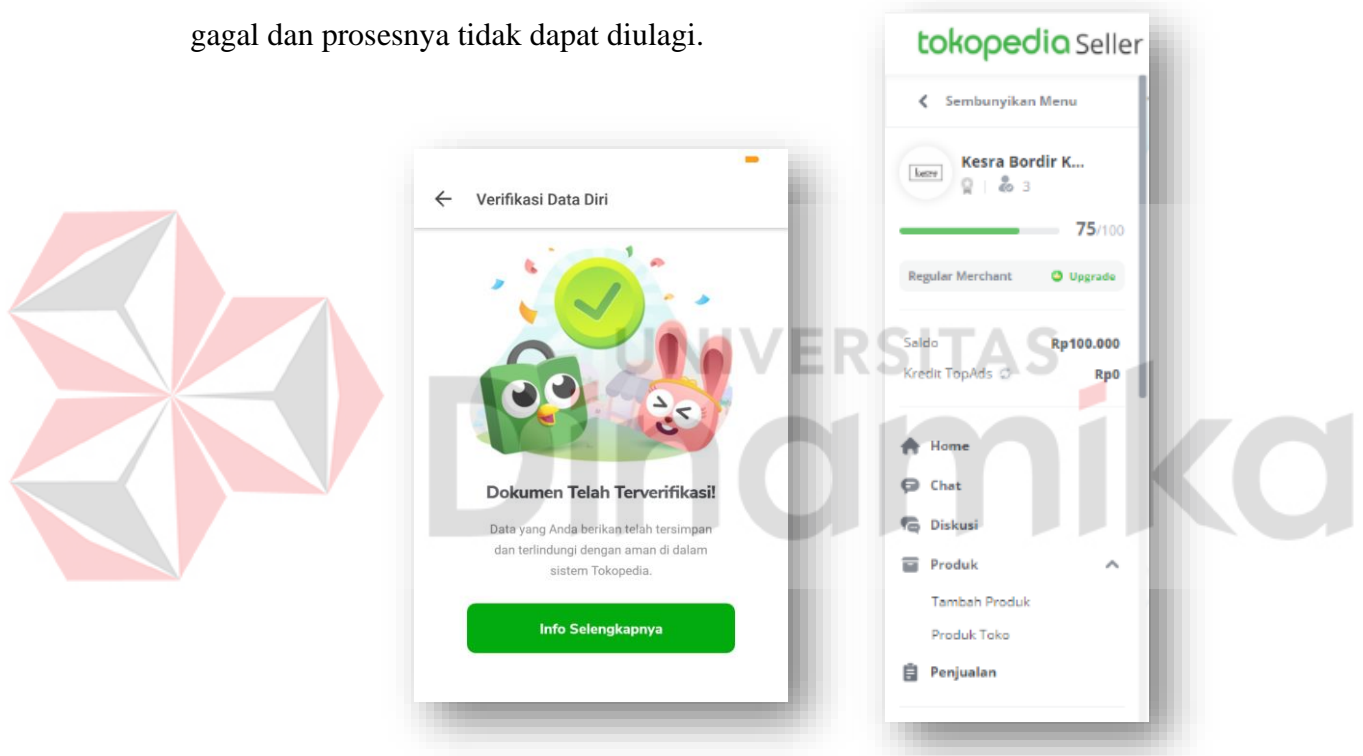 gagal dan prosesnya tidak dapat diulagi.
Verifikasi Data Diri
Dokumen Telah Terverifikasi!
Data yang Anda berikan telah tersimpan
dan terlindungi dengan aman di dalam
sistem Tokopedia.
Info Selengkapnya
tokopedia Seller
Sembunyikan Menu
Kesra Bordir K...
3
75/100
Regular Merchant Upgrade
Saldo Rp100.000
Kredit TopAds Rp0
Home
Chat
Diskusi
Produk
Tambah Produk
Produk Toko
Penjualan
UNIVERSITAS
Dinamika